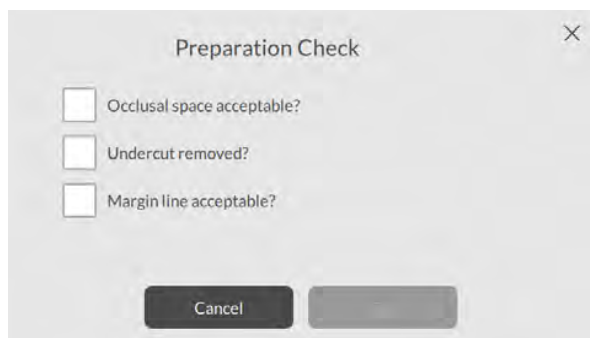 Preparation Check
Occlusal space acceptable?
Undercut removed?
Margin line acceptable?
Cancel